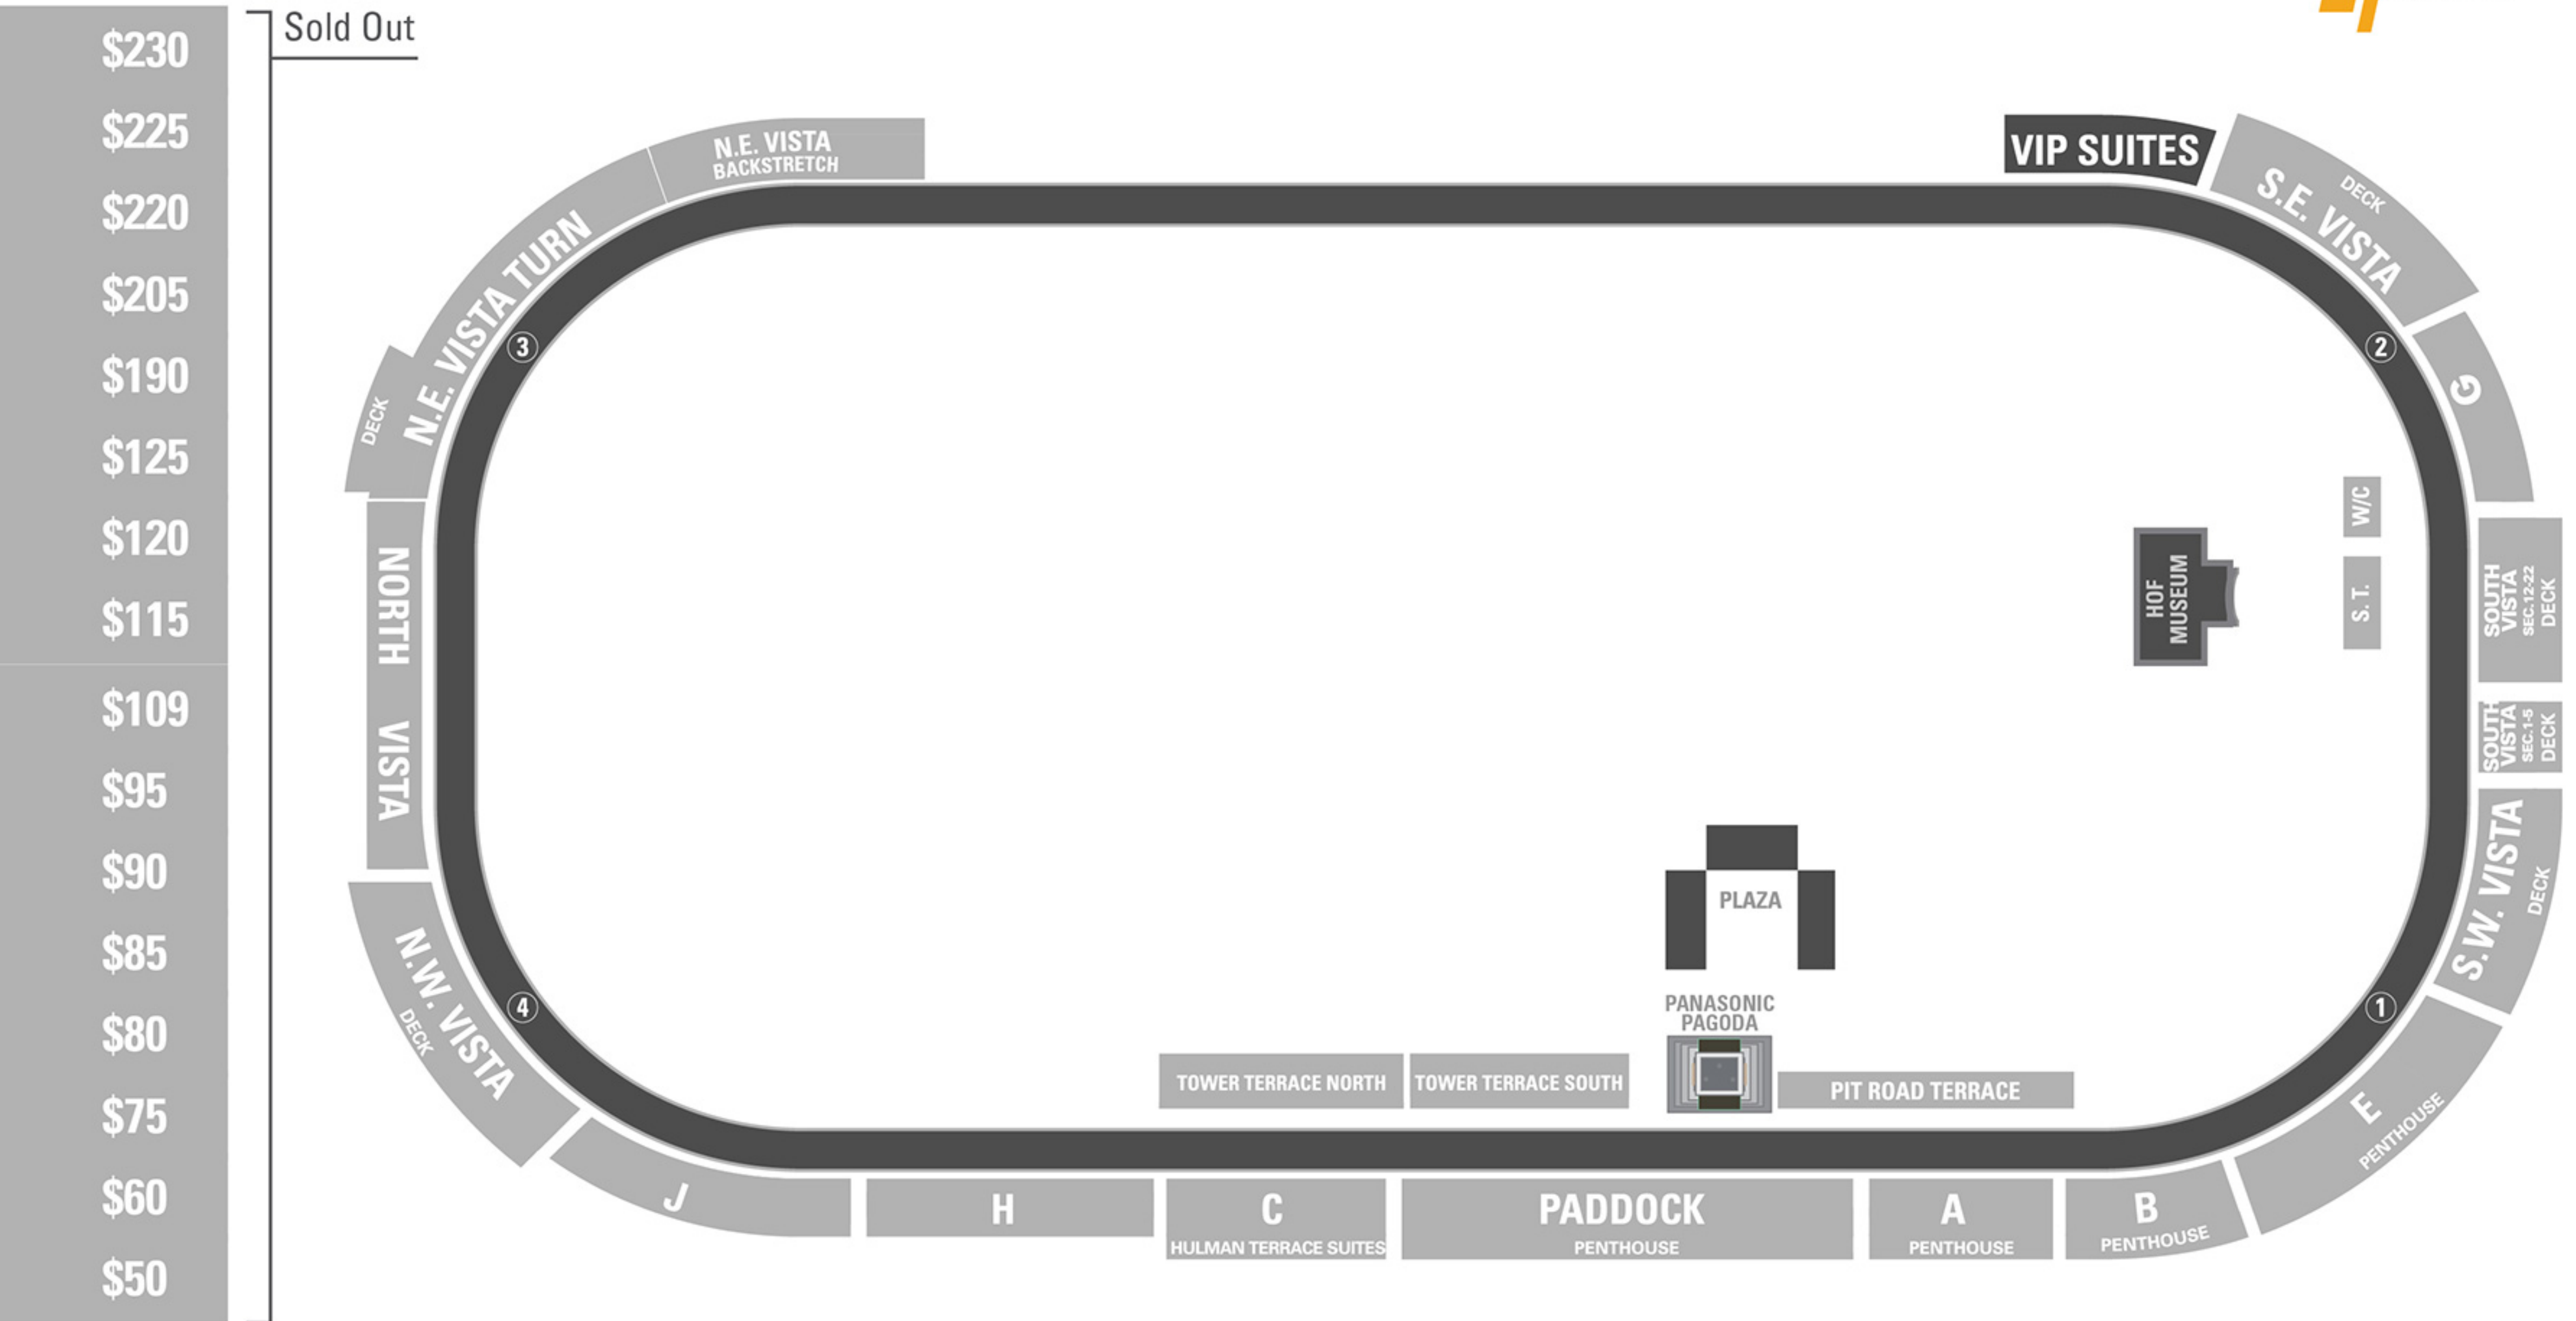 $230
$225
$220
$205
$190
$125
$120
$115
$109
$95
$90
$85
$80
$75
$60
$50
Sold Out
N.E. VISTA
BACKSTRETCH
VIP SUITES
DECK
S.E. VISTA
N.E. VISTA TURN
DECK
3
2
G
W/C
S. T.
HOF
MUSEUM
SOUTH
VISTA
SEC.12-22
DECK
SOUTH
VISTA
SEC.1-5
DECK
NORTH VISTA
PLAZA
S.W. VISTA
DECK
N.W. VISTA
DECK
4
1
PANASONIC
PAGODA
TOWER TERRACE NORTH
TOWER TERRACE SOUTH
PIT ROAD TERRACE
E
PENTHOUSE
J
H
C
HULMAN TERRACE SUITES
PADDOCK
PENTHOUSE
A
PENTHOUSE
B
PENTHOUSE